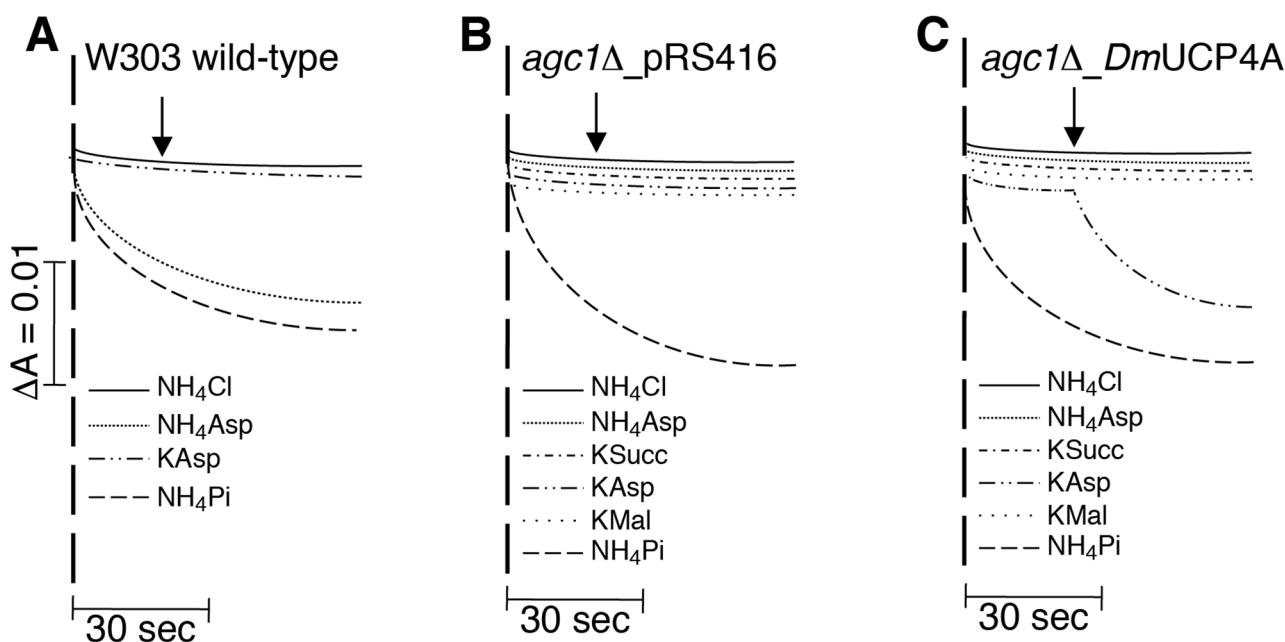 A
W303 wild-type
ΔA = 0.01
NH₄Cl
NH₄Asp
KAsp
NH₄Pi
30 sec
B
agc1Δ_pRS416
NH₄Cl
NH₄Asp
KSucc
KAsp
KMal
NH₄Pi
30 sec
C
agc1Δ_DmUCP4A
NH₄Cl
NH₄Asp
KSucc
KAsp
KMal
NH₄Pi
30 sec